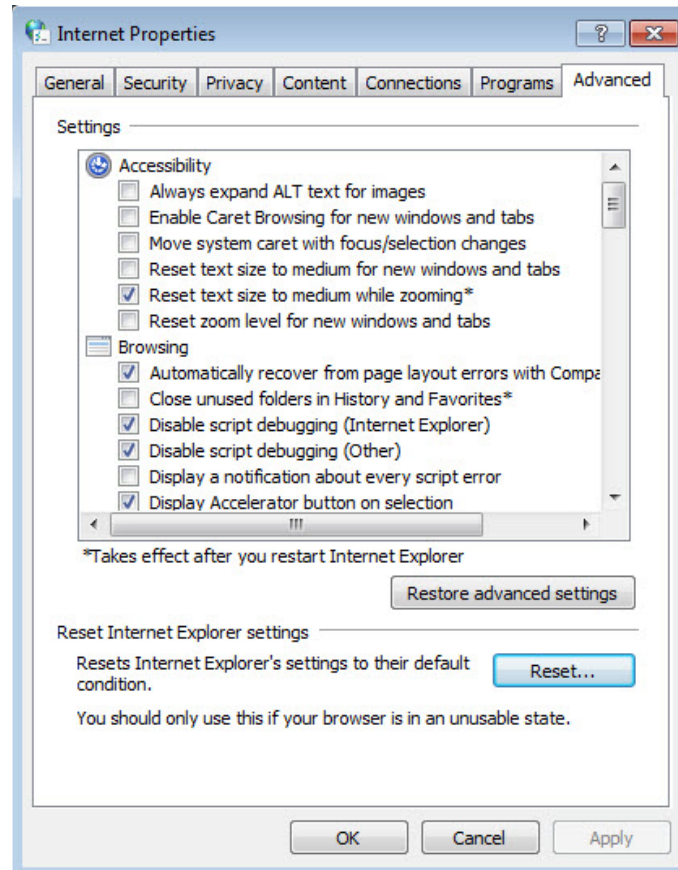 Internet Properties
General Security Privacy Content Connections Programs Advanced
Settings
Accessibility
Always expand ALT text for images
Enable Caret Browsing for new windows and tabs
Move system caret with focus/selection changes
Reset text size to medium for new windows and tabs
Reset text size to medium while zooming*
Reset zoom level for new windows and tabs
Browsing
Automatically recover from page layout errors with Compa
Close unused folders in History and Favorites*
Disable script debugging (Internet Explorer)
Disable script debugging (Other)
Display a notification about every script error
Display Accelerator button on selection
*Takes effect after you restart Internet Explorer
Restore advanced settings
Reset Internet Explorer settings
Resets Internet Explorer's settings to their default
condition.
Reset...
You should only use this if your browser is in an unusable state.
OK Cancel Apply